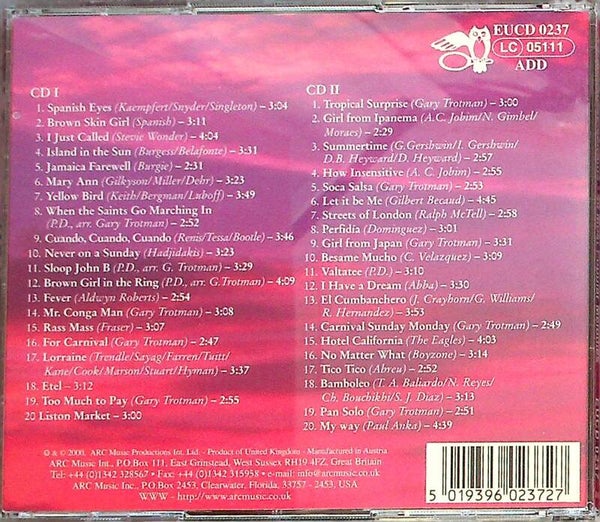 EUCD 0237
LC 05111
ADD
CD I
1. Spanish Eyes (Kaempfert/Snyder/Singleton) – 3:04
2. Brown Skin Girl (Spanish) – 3:11
3. I Just Called (Stevie Wonder) – 4:04
4. Island in the Sun (Burgess/Belafonte) – 3:31
5. Jamaica Farewell (Burgie) – 2:31
6. Mary Ann (Gilkyson/Miller/Dehr) – 3:23
7. Yellow Bird (Keith/Bergman/Luboff) – 3:49
8. When the Saints Go Marching In
(P.D., arr. Gary Trotman) – 2:52
9. Cuando, Cuando, Cuando (Renis/Tessa/Bootle) – 3:46
10. Never on a Sunday (Hadjidakis) – 3:23
11. Sloop John B (P.D., arr. G. Trotman) – 3:29
12. Brown Girl in the Ring (P.D., arr. G.Trotman) – 4:09
13. Fever (Aldwyn Roberts) – 2:54
14. Mr. Conga Man (Gary Trotman) – 3:08
15. Rass Mass (Fraser) – 3:07
16. For Carnival (Gary Trotman) – 2:47
17. Lorraine (Trendle/Sayag/Farren/Tuitt/
Kane/Cook/Marson/Stuart/Hyman) – 3:37
18. Etel – 3:12
19. Too Much to Pay (Gary Trotman) – 2:55
20 Liston Market – 3:00
CD II
1. Tropical Surprise (Gary Trotman) – 3:00
2. Girl from Ipanema (A.C. Jobim/N. Gimbel/
Moraes) – 2:29
3. Summertime (G.Gershwin/I. Gershwin/
D.B. Heyward/D. Heyward) – 2:57
4. How Insensitive (A. C. Jobim) – 2:55
5. Soca Salsa (Gary Trotman) – 2:53
6. Let it be Me (Gilbert Becaud) – 2:45
7. Streets of London (Ralph McTell) – 2:58
8. Perfidia (Dominguez) – 3:01
9. Girl from Japan (Gary Trotman) – 3:31
10. Besame Mucho (C. Velazquez) – 3:09
11. Valtatee (P.D.) – 3:10
12. I Have a Dream (Abba) – 3:30
13. El Cumbanchero (J. Crayhorn/G. Williams/
R. Hernandez) – 3:53
14. Carnival Sunday Monday (Gary Trotman) – 2:49
15. Hotel California (The Eagles) – 4:03
16. No Matter What (Boyzone) – 3:14
17. Tico Tico (Abreu) – 2:52
18. Bamboleo (T. A. Baliardo/N. Reyes/
Ch. Bouchikhi/S. J. Diaz) – 3:13
19. Pan Solo (Gary Trotman) – 2:51
20. My way (Paul Anka) – 4:39
℗ & © 2000, ARC Music Productions Int. Ltd. - Product of United Kingdom - Manufactured in Austria
ARC Music Int., P.O.Box 111, East Grinstead, West Sussex RH19 4FZ, Great Britain
Tel: +44 (0)1342 328567 • Fax: +44 (0)1342 315958 - e-mail: info@arcmusic.co.uk
ARC Music Inc., P.O.Box 2453, Clearwater, Florida, 33757 - 2453, USA
WWW - http://www.arcmusic.co.uk
5 019396 023727